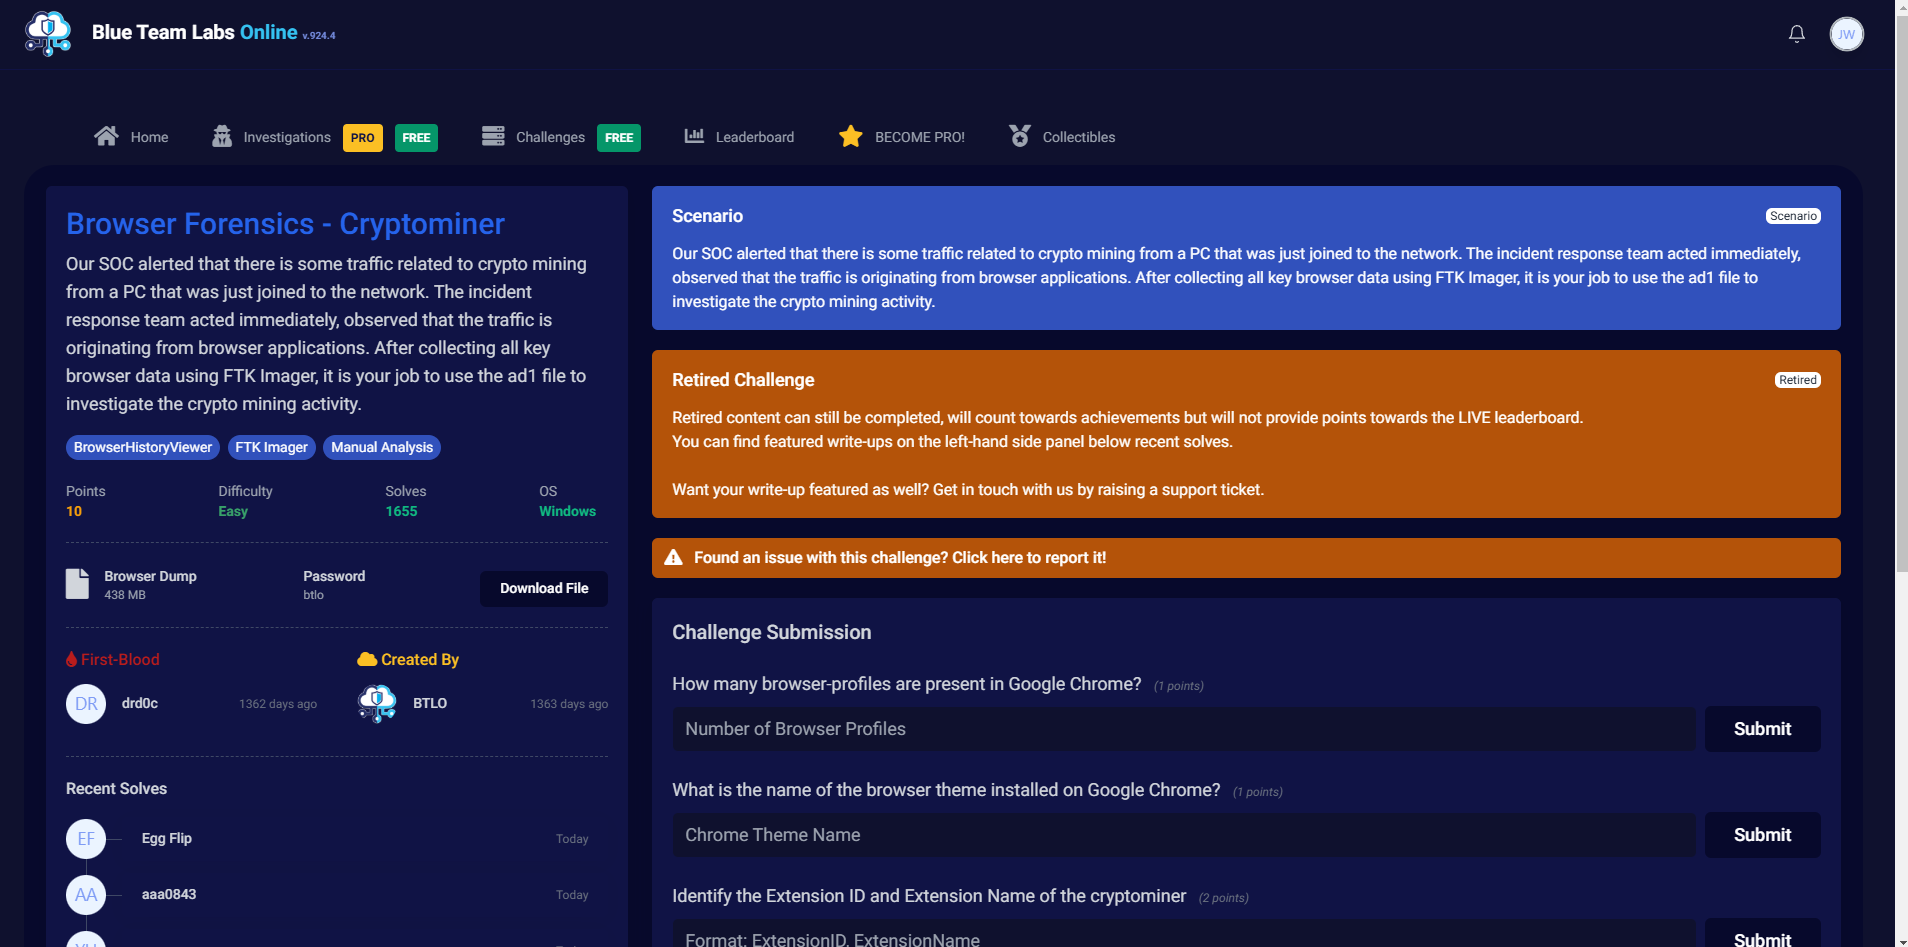 Blue Team Labs Online v.924.4
JW
Home
Investigations PRO FREE
Challenges FREE
Leaderboard
BECOME PRO!
Collectibles
Browser Forensics - Cryptominer
Our SOC alerted that there is some traffic related to crypto mining
from a PC that was just joined to the network. The incident
response team acted immediately, observed that the traffic is
originating from browser applications. After collecting all key
browser data using FTK Imager, it is your job to use the ad1 file to
investigate the crypto mining activity.
BrowserHistoryViewer FTK Imager Manual Analysis
Points Difficulty Solves OS
10 Easy 1655 Windows
Browser Dump Password
438 MB btlo
Download File
First-Blood Created By
DR drd0c 1362 days ago BTLO 1363 days ago
Recent Solves
EF Egg Flip Today
AA aaa0843 Today
Scenario Scenario
Our SOC alerted that there is some traffic related to crypto mining from a PC that was just joined to the network. The incident response team acted immediately,
observed that the traffic is originating from browser applications. After collecting all key browser data using FTK Imager, it is your job to use the ad1 file to
investigate the crypto mining activity.
Retired Challenge Retired
Retired content can still be completed, will count towards achievements but will not provide points towards the LIVE leaderboard.
You can find featured write-ups on the left-hand side panel below recent solves.
Want your write-up featured as well? Get in touch with us by raising a support ticket.
Found an issue with this challenge? Click here to report it!
Challenge Submission
How many browser-profiles are present in Google Chrome? (1 points)
Number of Browser Profiles Submit
What is the name of the browser theme installed on Google Chrome? (1 points)
Chrome Theme Name Submit
Identify the Extension ID and Extension Name of the cryptominer (2 points)
Format: ExtensionID, ExtensionName Submit